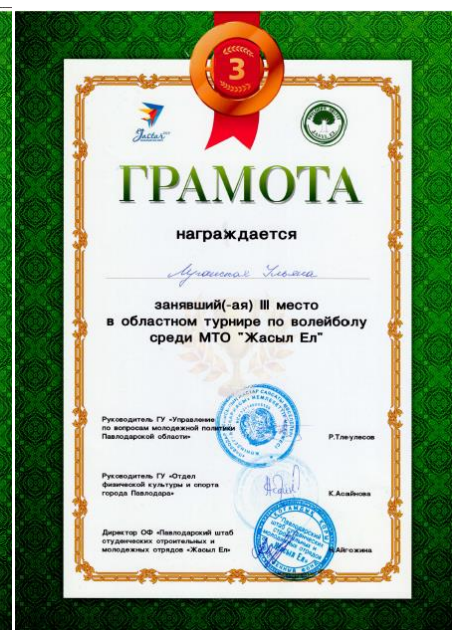 3
Jastar
ГРАМОТА
награждается
Ульяна
занявший(-ая) III место
в областном турнире по волейболу
среди МТО "Жасыл Ел"
Руководитель ГУ «Управление
по вопросам молодежной политики
Павлодарской области»
Р.Тлеулесов
Руководитель ГУ «Отдел
физической культуры и спорта
города Павлодара»
К.Асайнова
Директор ОФ «Павлодарский штаб
студенческих строительных и
молодежных отрядов «Жасыл Ел»
Айгожина